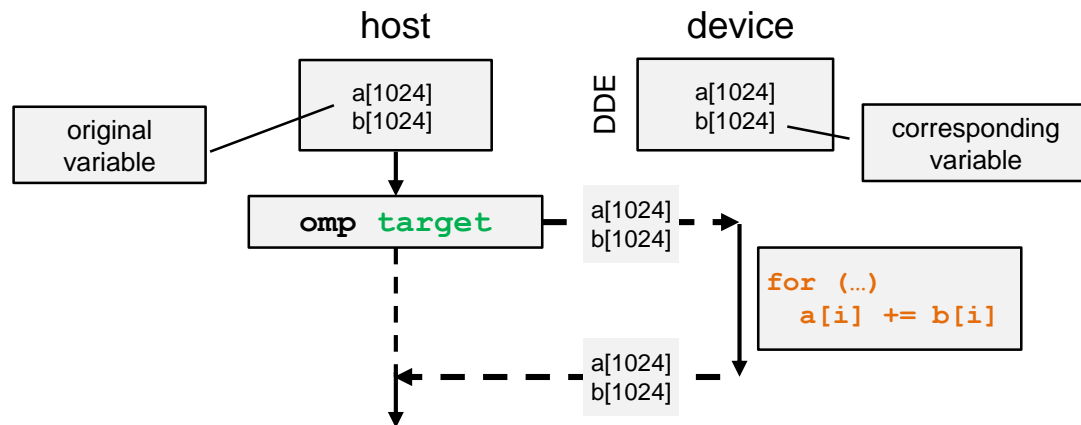 host
device
a[1024]
b[1024]
DDE
a[1024]
b[1024]
original
variable
corresponding
variable
omp target
a[1024]
b[1024]
for (…)
a[i] += b[i]
a[1024]
b[1024]